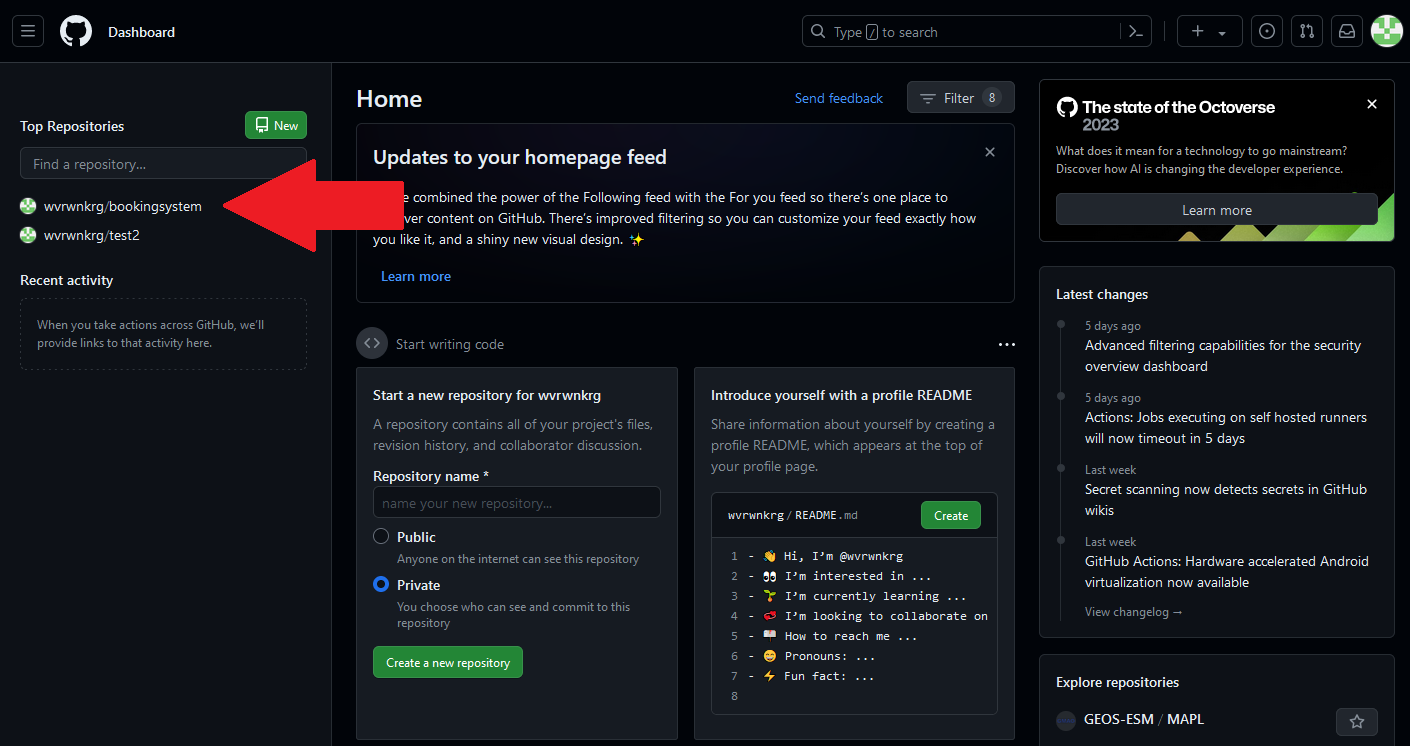 Dashboard
Type / to search
Top Repositories
New
Find a repository...
wvrwnkrg/bookingsystem
wvrwnkrg/test2
Recent activity
When you take actions across GitHub, we'll
provide links to that activity here.
Home
Send feedback
Filter 8
Updates to your homepage feed
combined the power of the Following feed with the For you feed so there's one place to
content on GitHub. There's improved filtering so you can customize your feed exactly how
you like it, and a shiny new visual design. ✨
Learn more
Start writing code
Start a new repository for wvrwnkrg
A repository contains all of your project's files,
revision history, and collaborator discussion.
Repository name *
name your new repository...
Public
Anyone on the internet can see this repository
Private
You choose who can see and commit to this
repository
Create a new repository
Introduce yourself with a profile README
Share information about yourself by creating a
profile README, which appears at the top of
your profile page.
wvrwnkrg / README.md
Create
1 - 👋 Hi, I'm @wvrwnkrg
2 - 👀 I'm interested in ...
3 - 🌱 I'm currently learning ...
4 - 💞️ I'm looking to collaborate on
5 - 📫 How to reach me ...
6 - 😄 Pronouns: ...
7 - ⚡ Fun fact: ...
8
The state of the Octoverse
2023
What does it mean for a technology to go mainstream?
Discover how AI is changing the developer experience.
Learn more
Latest changes
5 days ago
Advanced filtering capabilities for the security
overview dashboard
5 days ago
Actions: Jobs executing on self hosted runners
will now timeout in 5 days
Last week
Secret scanning now detects secrets in GitHub
wikis
Last week
GitHub Actions: Hardware accelerated Android
virtualization now available
View changelog →
Explore repositories
GEOS-ESM / MAPL